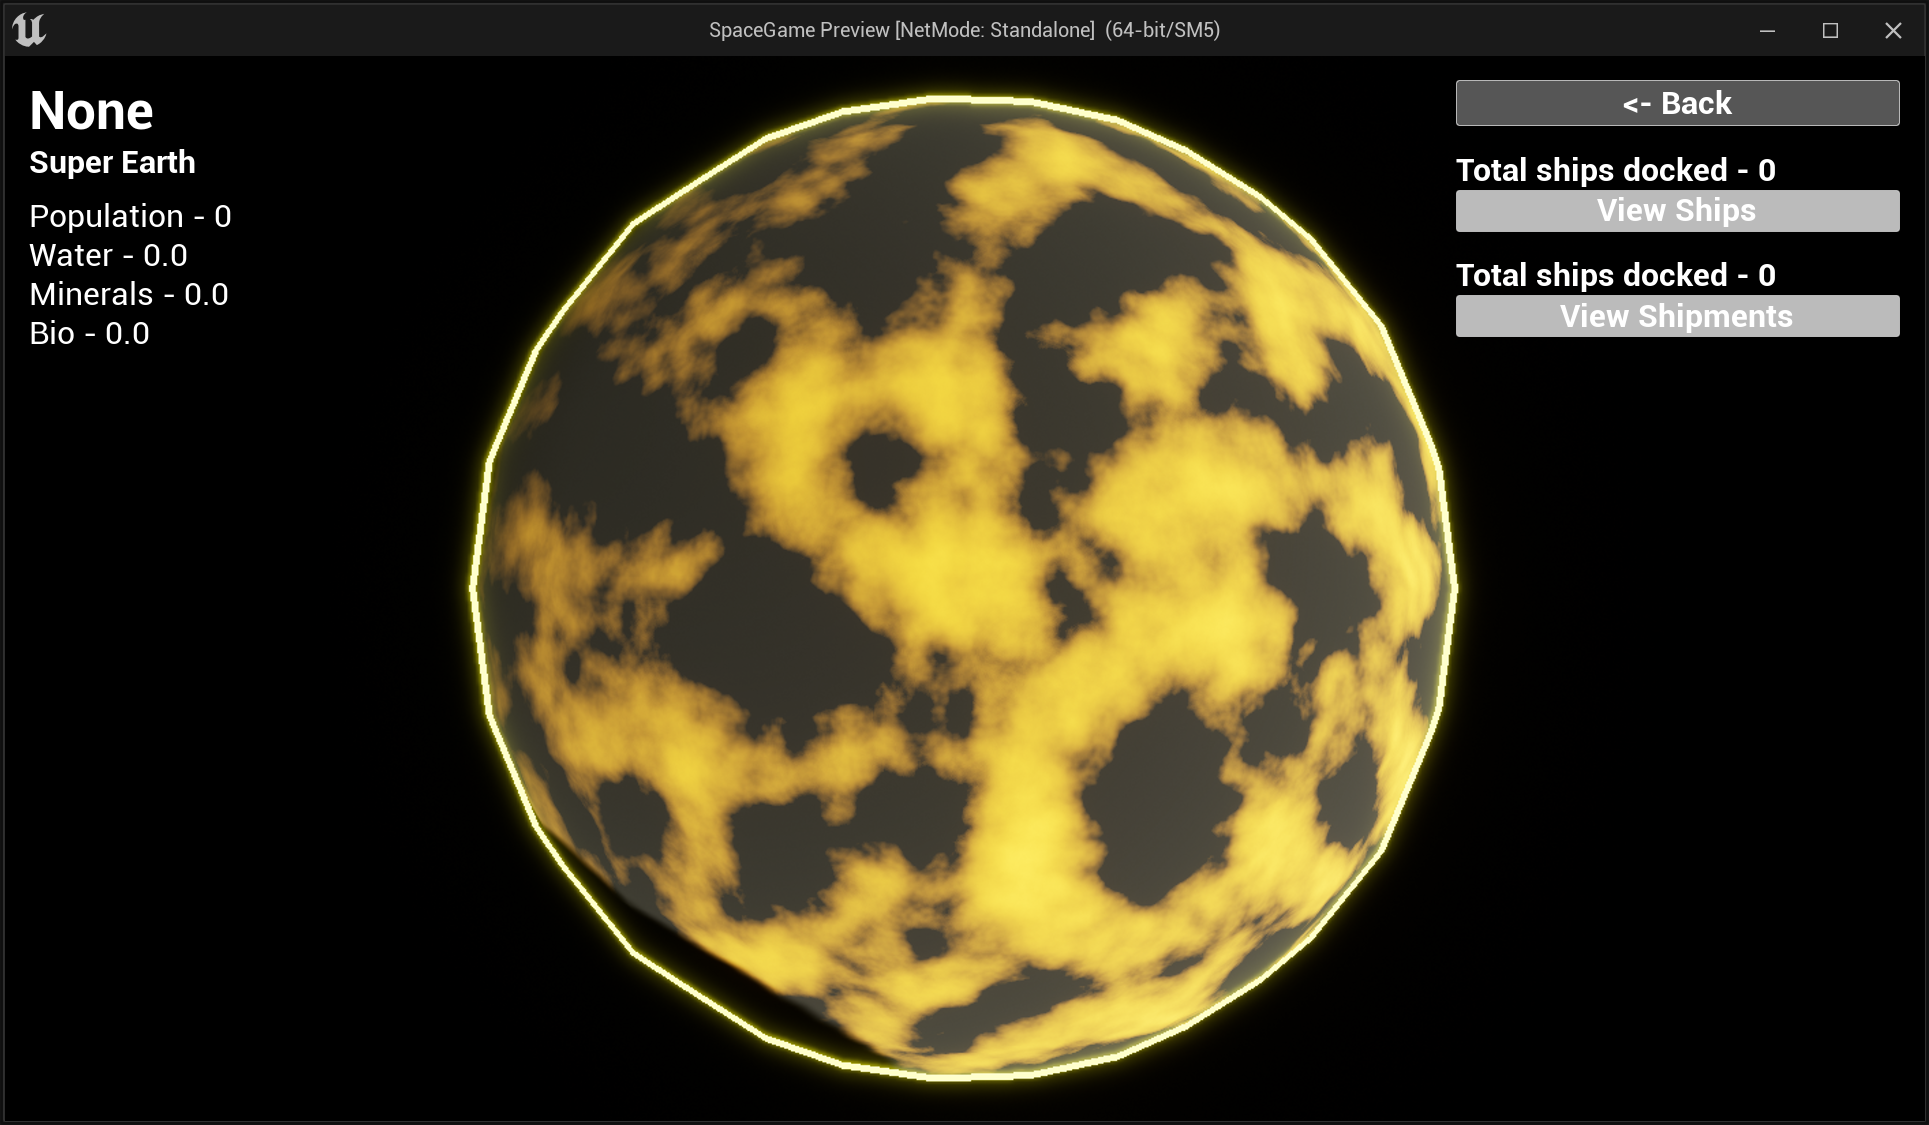 SpaceGame Preview [NetMode: Standalone] (64-bit/SM5)
None
Super Earth
Population - 0
Water - 0.0
Minerals - 0.0
Bio - 0.0
<- Back
Total ships docked - 0
View Ships
Total ships docked - 0
View Shipments